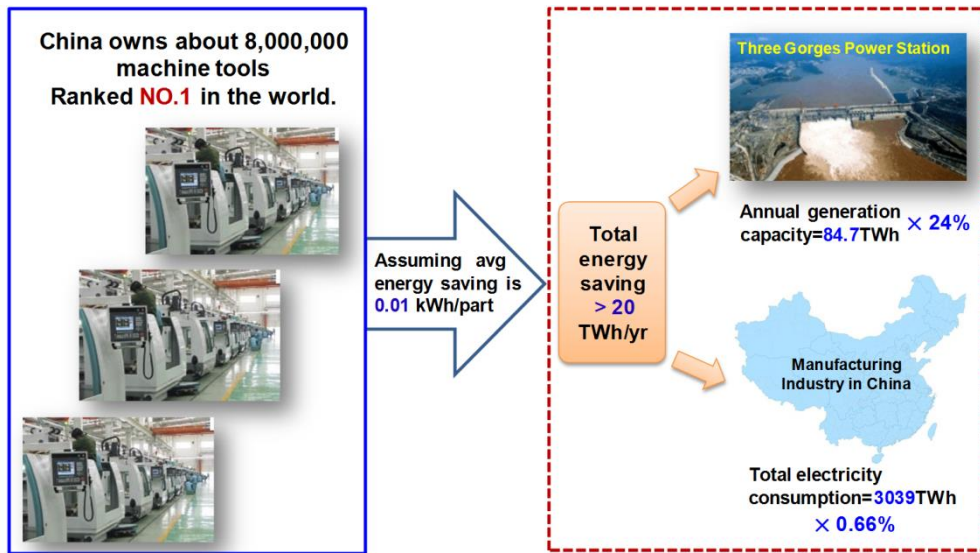 China owns about 8,000,000
machine tools
Ranked NO.1 in the world.
Assuming avg
energy saving is
0.01 kWh/part
Total
energy
saving
> 20
TWh/yr
Three Gorges Power Station
Annual generation
capacity=84.7TWh × 24%
Manufacturing
Industry in China
Total electricity
consumption=3039TWh
× 0.66%